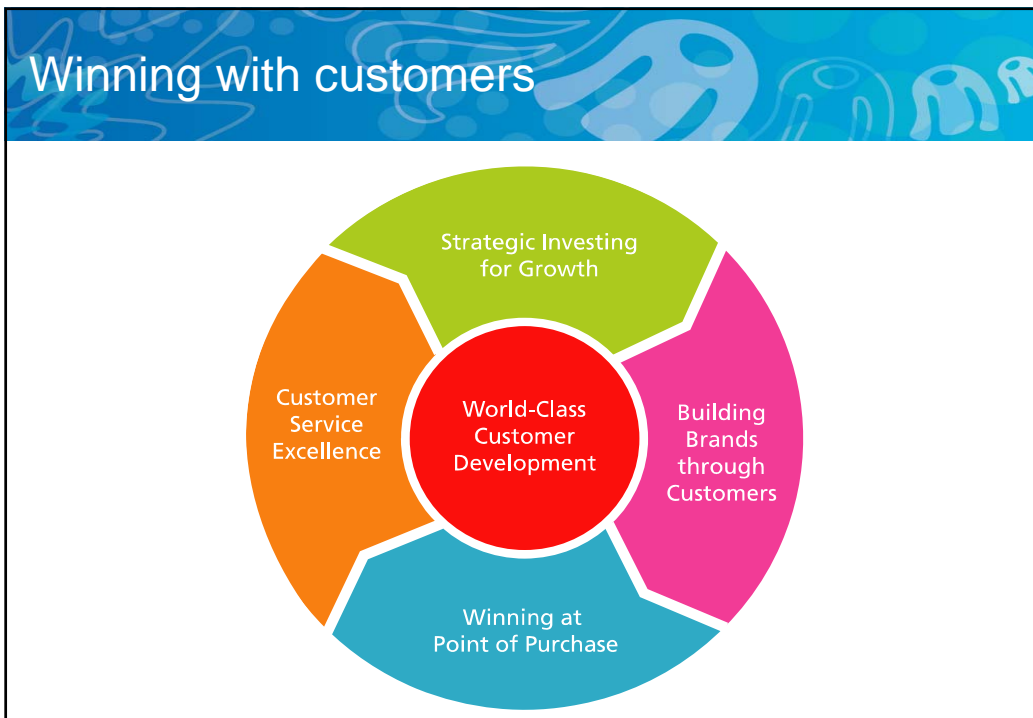 Winning with customers
Strategic Investing
for Growth
Customer
Service
Excellence
World-Class
Customer
Development
Building
Brands
through
Customers
Winning at
Point of Purchase